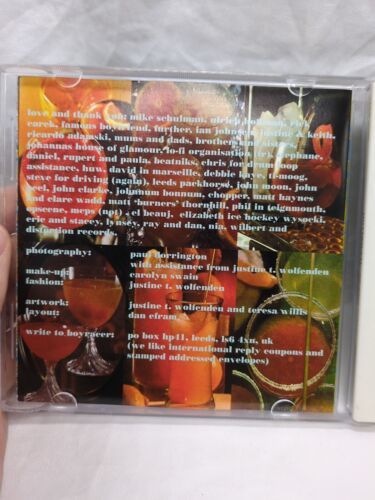 love and thank you: mike schulman, ulrich hoffman, rick
corek, famous boyfriend, further, ian johnsen, justine & keith,
ricardo adamski, mums and dads, brothers and sisters,
johannas house of glamour, lo-fi organisation (fr), stephane,
daniel, rupert and paula, beatniks, chris for drum loop
assistance, huw, david in marseille, debbie kaye, ti-moog,
steve for driving (again), leeds packhorse, john moon, john
peel, john clarke, johnson bonnum, chopper, matt haynes
and clare wadd, matt 'burners' thornhill, phil in teignmouth,
upscene, meps (npt), el beauj, elizabeth ice hockey wysocki,
eric and stacey, lynsey, ray and dan, nia, wilbert and
distortion records.
photography: paul dorrington
with assistance from justine t. wolfenden
make-up: carolyn swain
fashion: justine t. wolfenden
artwork: justine t. wolfenden and teresa willis
layout: dan efram
write to boyracer: po box hp41, leeds, ls6 4xn, uk
(we like international reply coupons and
stamped addressed envelopes)